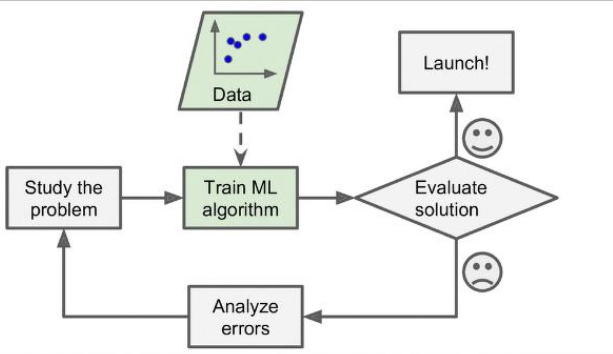 Data
Launch!
Study the
problem
Train ML
algorithm
Evaluate
solution
Analyze
errors